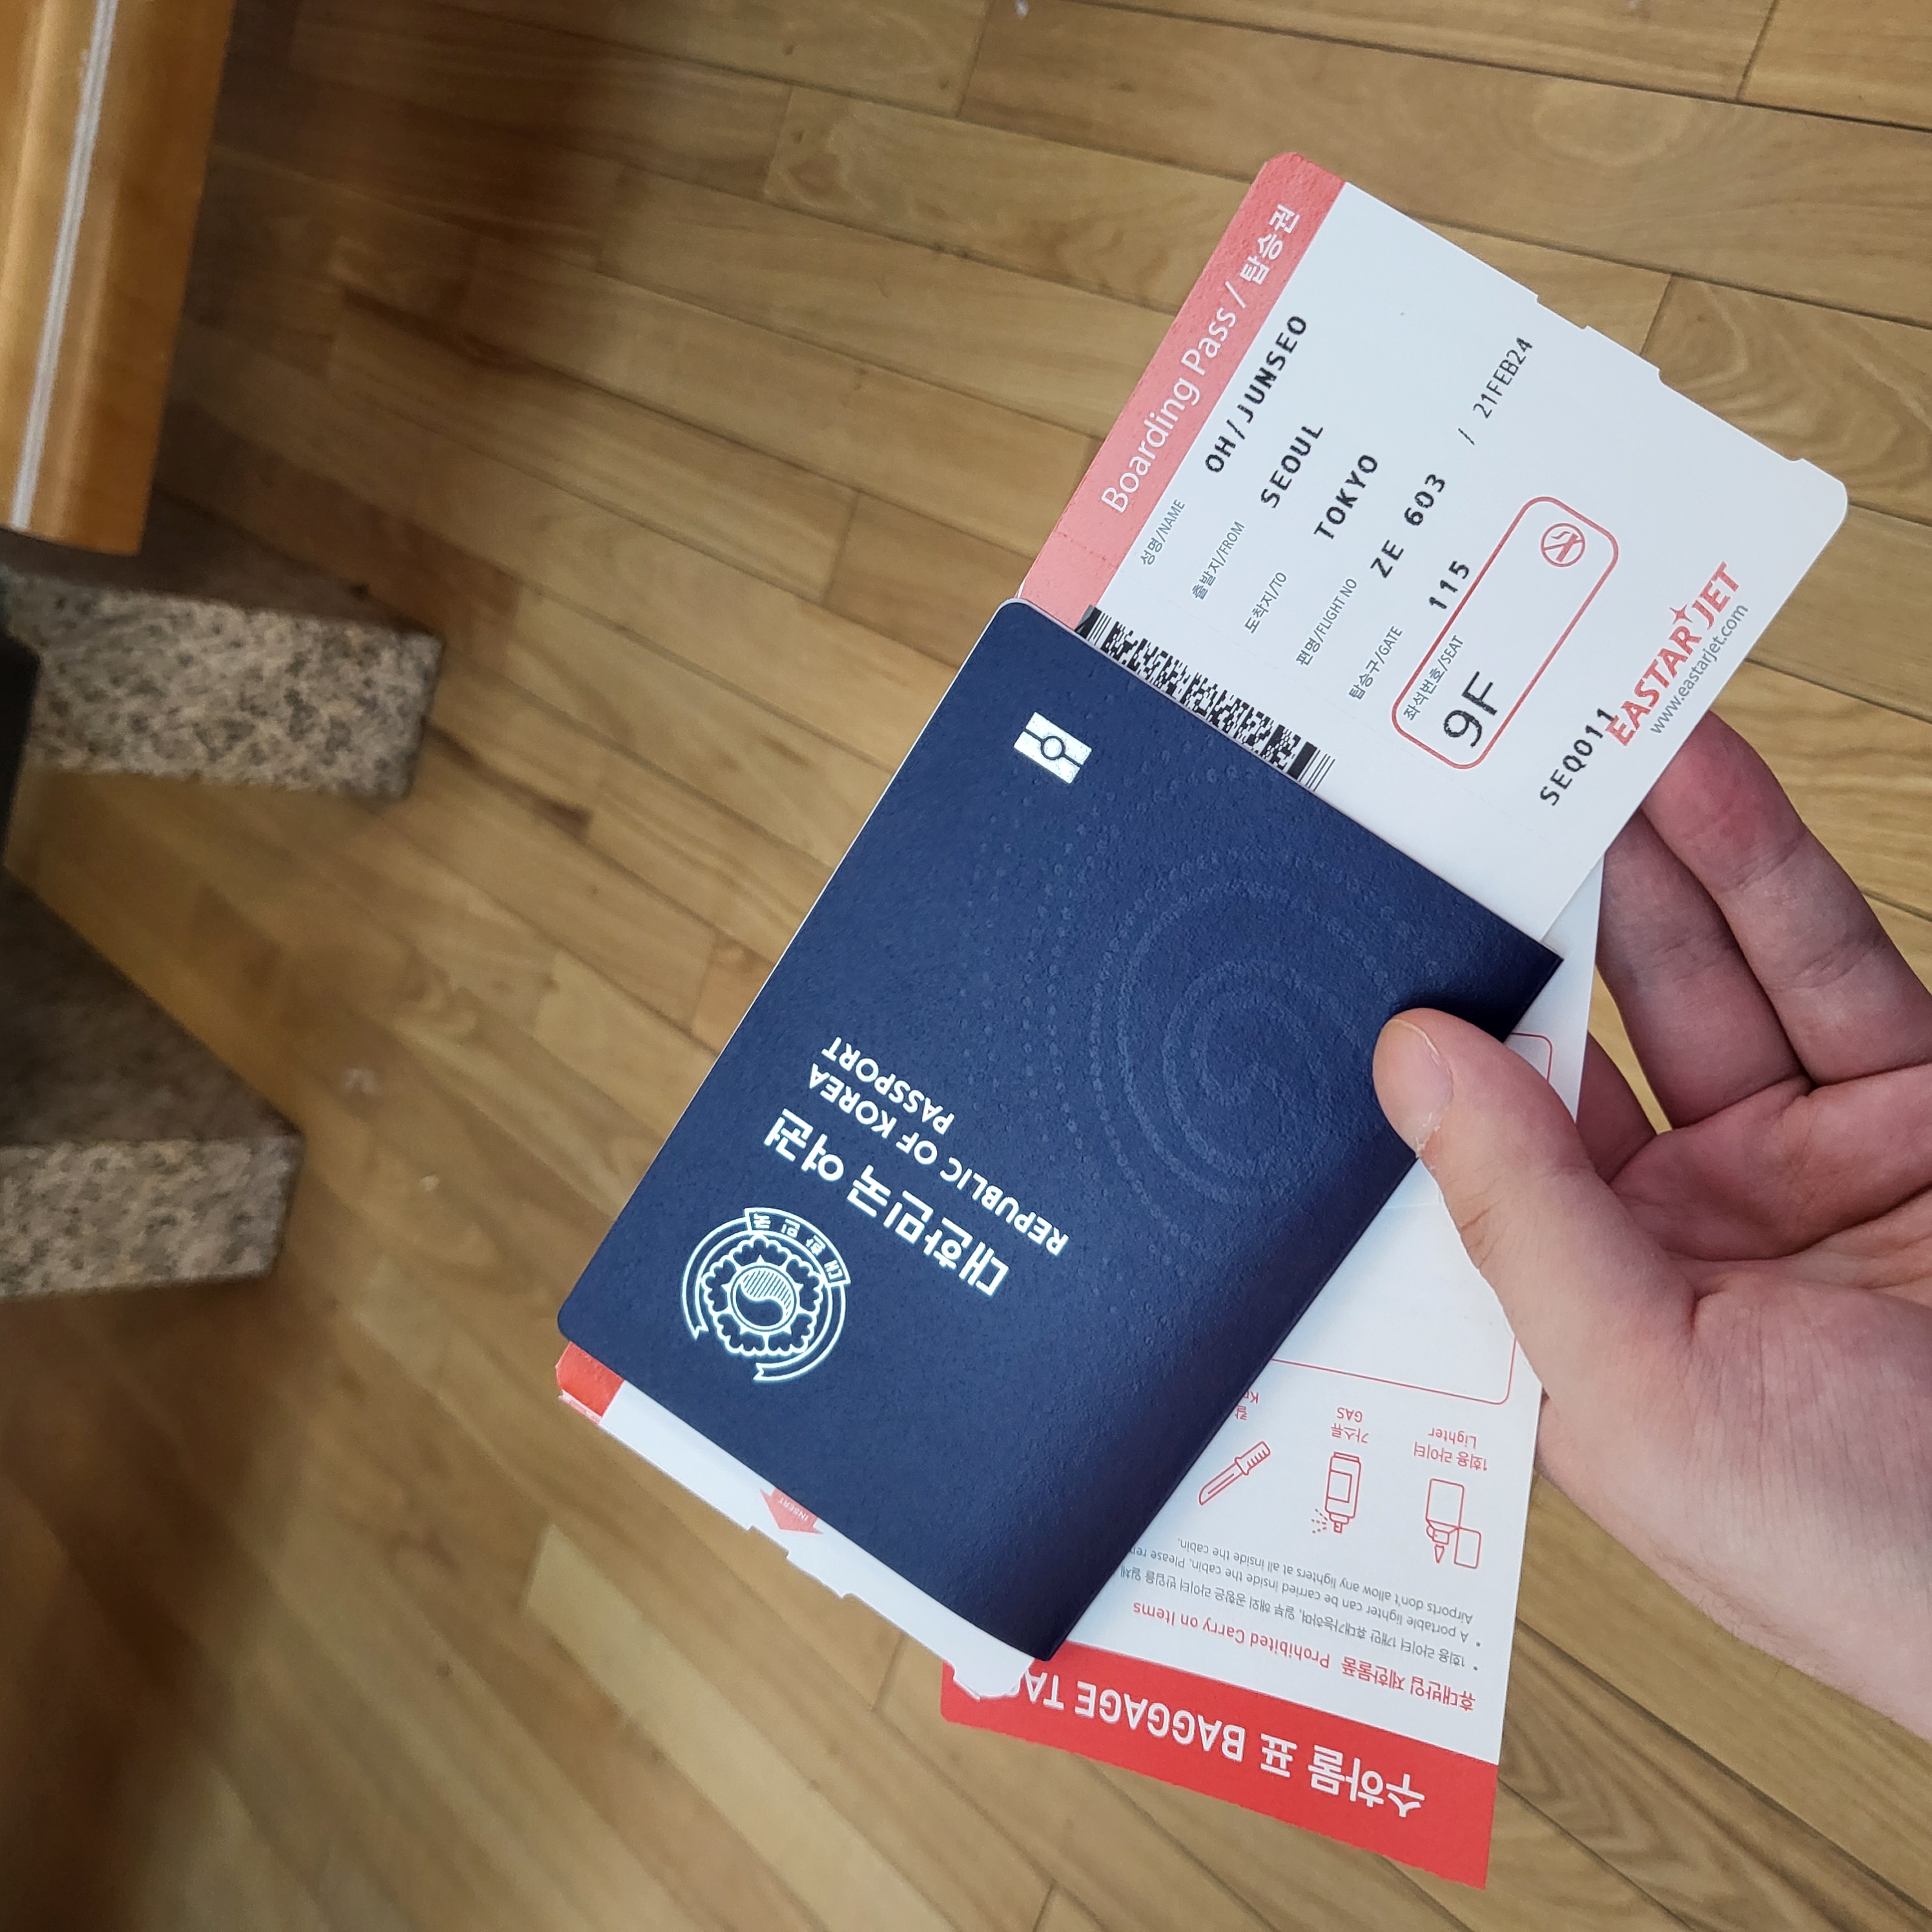 대한민국
대한민국 여권
REPUBLIC OF KOREA
PASSPORT
INSERT
수하물 표 BAGGAGE
휴대반입 제한물품 Prohibited Carry on Items
• 1회용 라이터 1개만 휴대가능하며, 일부 해외 공항은 라이터 반입을 일체
• A portable lighter can be carried inside the cabin. Please
Airports don't allow any lighters at all inside the cabin.
칼
가스류
GAS
1회용 라이터
Lighter
Boarding Pass / 탑승권
성명/NAME
OH/JUNSEO
출발지/FROM
SEOUL
도착지/TO
TOKYO
편명/FLIGHT NO
ZE 603 / 21FEB24
탑승구/GATE
115
좌석번호/SEAT
9F
SEQ011
EASTAR JET
www.eastarjet.com